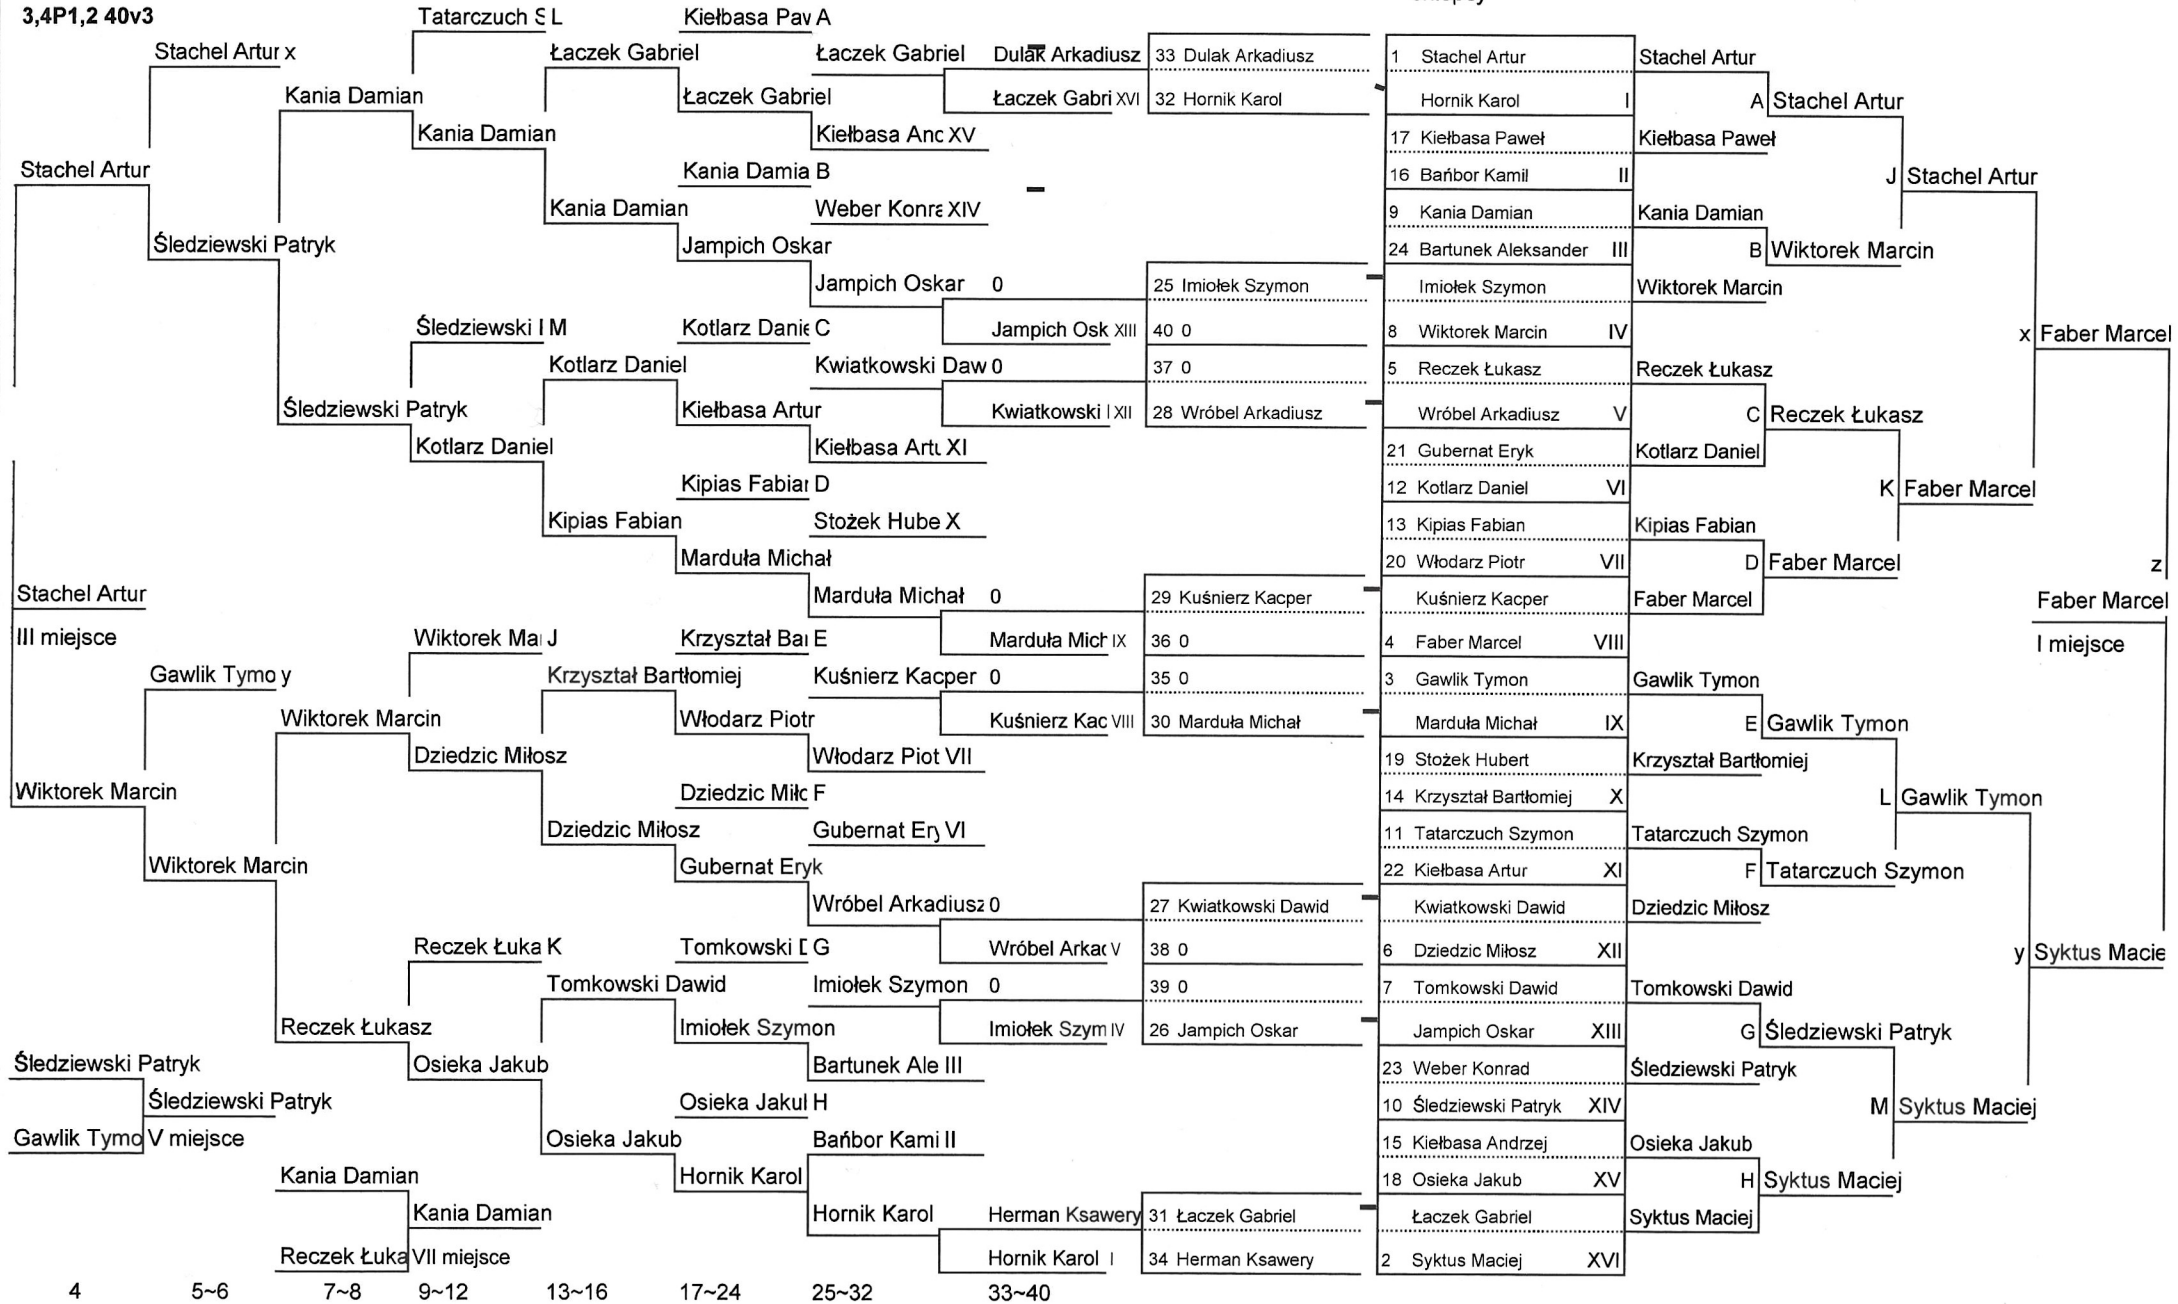 3,4P1,2 40v3
Tatarczuch S L
Kiełbasa Paw A
Stachel Artur x
Łaczek Gabriel
Łaczek Gabriel
Dulak Arkadiusz
33 Dulak Arkadiusz
1 Stachel Artur
Stachel Artur
Kania Damian
Łaczek Gabriel
Łaczek Gabri XVI
32 Hornik Karol
Hornik Karol I
A Stachel Artur
Kania Damian
Kiełbasa And XV
17 Kiełbasa Paweł
Kiełbasa Paweł
Stachel Artur
Kania Damia B
16 Bańbor Kamil II
J Stachel Artur
Kania Damian
Weber Konra XIV
9 Kania Damian
Kania Damian
Śledziewski Patryk
Jampich Oskar
24 Bartunek Aleksander III
B Wiktorek Marcin
Jampich Oskar 0
25 Imiołek Szymon
Imiołek Szymon
Wiktorek Marcin
Śledziewski I M
Kotlarz Danie C
Jampich Osk XIII
40 0
8 Wiktorek Marcin IV
x Faber Marcel
Kotlarz Daniel
Kwiatkowski Daw 0
37 0
5 Reczek Łukasz
Reczek Łukasz
Śledziewski Patryk
Kiełbasa Artur
Kwiatkowski I XII
28 Wróbel Arkadiusz
Wróbel Arkadiusz V
C Reczek Łukasz
Kotlarz Daniel
Kiełbasa Artu XI
21 Gubernat Eryk
Kotlarz Daniel
Kipias Fabian D
12 Kotlarz Daniel VI
K Faber Marcel
Kipias Fabian
Stożek Hube X
13 Kipias Fabian
Kipias Fabian
Marduła Michał
20 Włodarz Piotr VII
D Faber Marcel
z
Stachel Artur
Marduła Michał 0
29 Kuśnierz Kacper
Kuśnierz Kacper
Faber Marcel
Faber Marcel
III miejsce
Wiktorek Mar J
Krzyształ Bar E
Marduła Mich IX
36 0
4 Faber Marcel VIII
I miejsce
Gawlik Tymo y
Krzyształ Bartłomiej
Kuśnierz Kacper 0
35 0
3 Gawlik Tymon
Gawlik Tymon
Wiktorek Marcin
Włodarz Piotr
Kuśnierz Kac VIII
30 Marduła Michał
Marduła Michał IX
E Gawlik Tymon
Dziedzic Miłosz
Włodarz Piot VII
19 Stożek Hubert
Krzyształ Bartłomiej
Wiktorek Marcin
Dziedzic Miło F
14 Krzyształ Bartłomiej X
L Gawlik Tymon
Dziedzic Miłosz
Gubernat Ery VI
11 Tatarczuch Szymon
Tatarczuch Szymon
Wiktorek Marcin
Gubernat Eryk
22 Kiełbasa Artur XI
F Tatarczuch Szymon
Wróbel Arkadiusz 0
27 Kwiatkowski Dawid
Kwiatkowski Dawid
Dziedzic Miłosz
Reczek Łuka K
Tomkowski D G
Wróbel Arkad V
38 0
6 Dziedzic Miłosz XII
y Syktus Macie
Tomkowski Dawid
Imiołek Szymon 0
39 0
7 Tomkowski Dawid
Tomkowski Dawid
Reczek Łukasz
Imiołek Szymon
Imiołek Szym IV
26 Jampich Oskar
Jampich Oskar XIII
G Śledziewski Patryk
Śledziewski Patryk
Osieka Jakub
Bartunek Ale III
23 Weber Konrad
Śledziewski Patryk
Śledziewski Patryk
Osieka Jakul H
10 Śledziewski Patryk XIV
M Syktus Maciej
Gawlik Tymo V miejsce
Osieka Jakub
Bańbor Kami II
15 Kiełbasa Andrzej
Osieka Jakub
Kania Damian
Hornik Karol
18 Osieka Jakub XV
H Syktus Maciej
Kania Damian
Hornik Karol
Herman Ksawery
31 Łaczek Gabriel
Łaczek Gabriel
Syktus Maciej
Reczek Łuka VII miejsce
Hornik Karol I
34 Herman Ksawery
2 Syktus Maciej XVI
4 5~6 7~8 9~12 13~16 17~24 25~32 33~40